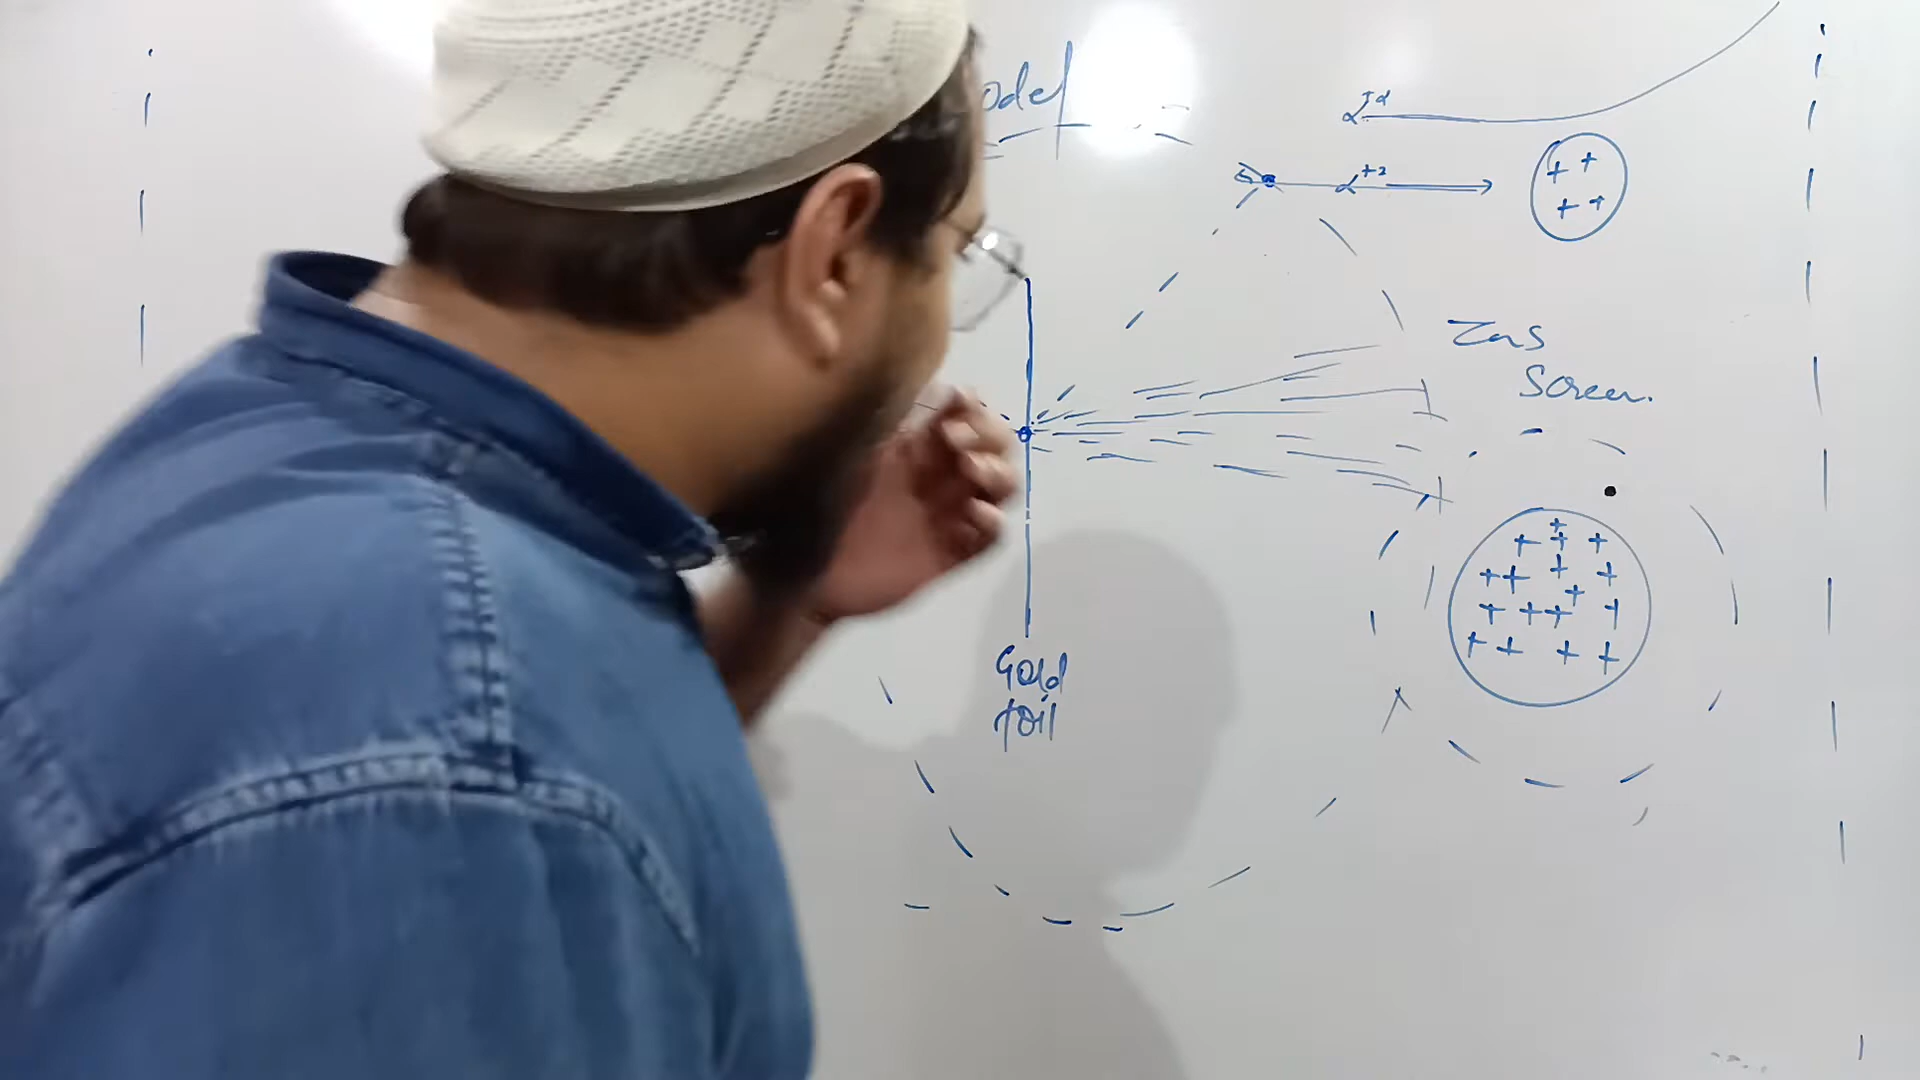 odel
α
α+2
+ +
+ +
ZnS
Screen.
+
+ + +
+ + + +
+
+ + + +
+ + + +
Gold
foil